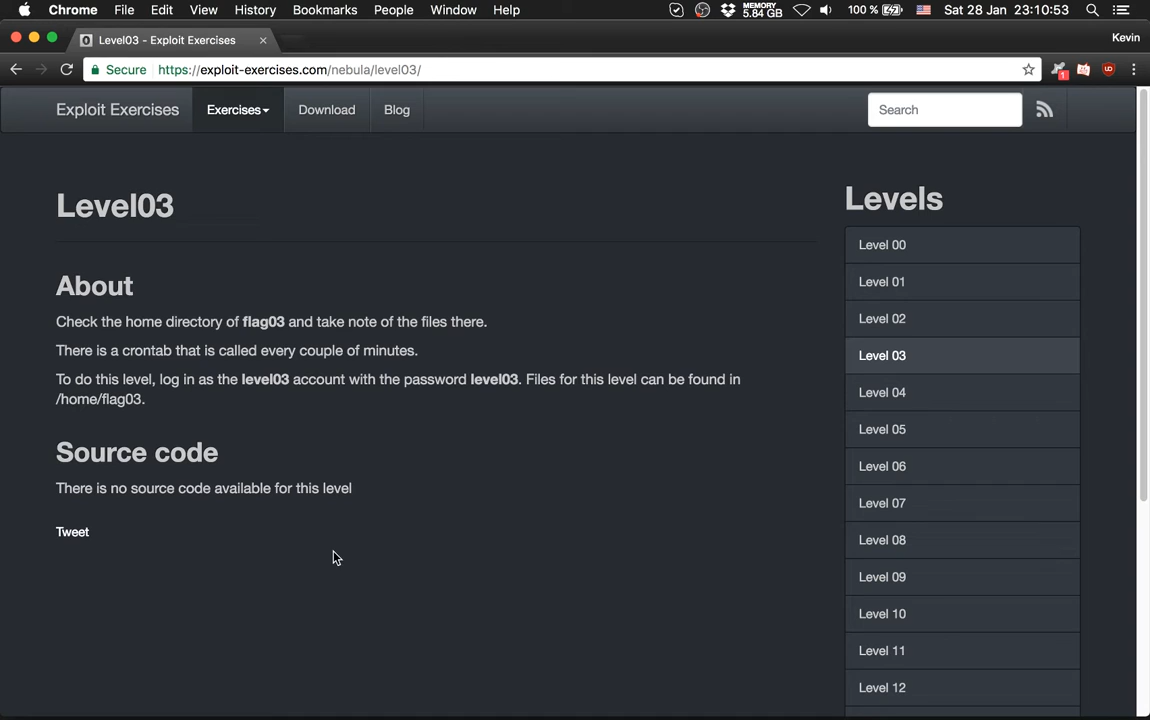 Chrome File Edit View History Bookmarks People Window Help MEMORY 5.84 GB 100 % Sat 28 Jan 23:10:53
Level03 - Exploit Exercises × Kevin
Secure https://exploit-exercises.com/nebula/level03/ 1
Exploit Exercises Exercises Download Blog Search
Level03
About
Check the home directory of flag03 and take note of the files there.
There is a crontab that is called every couple of minutes.
To do this level, log in as the level03 account with the password level03. Files for this level can be found in
/home/flag03.
Source code
There is no source code available for this level
Tweet
Levels
Level 00
Level 01
Level 02
Level 03
Level 04
Level 05
Level 06
Level 07
Level 08
Level 09
Level 10
Level 11
Level 12